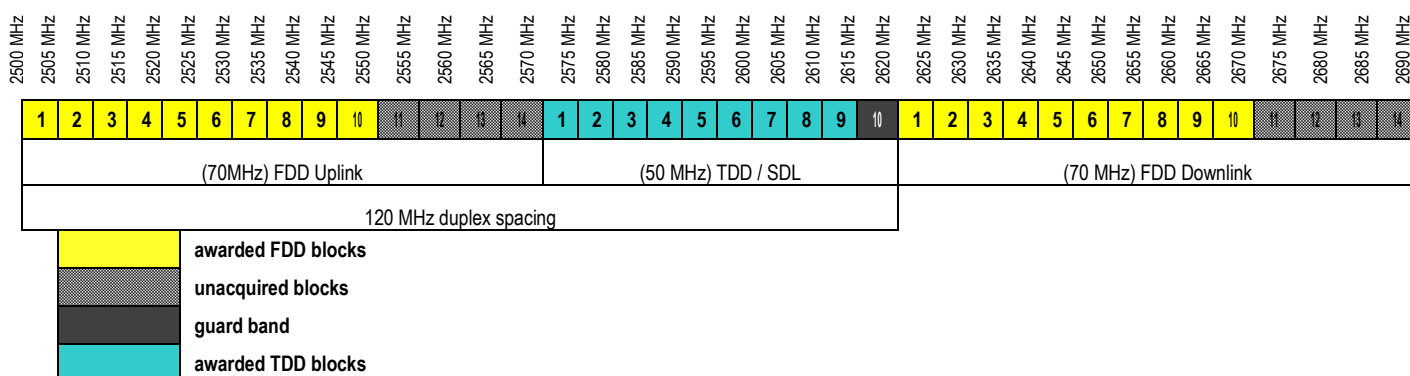 2500 MHz 2505 MHz 2510 MHz 2515 MHz 2520 MHz 2525 MHz 2530 MHz 2535 MHz 2540 MHz 2545 MHz 2550 MHz 2555 MHz 2560 MHz 2565 MHz 2570 MHz 2575 MHz 2580 MHz 2585 MHz 2590 MHz 2595 MHz 2600 MHz 2605 MHz 2610 MHz 2615 MHz 2620 MHz 2625 MHz 2630 MHz 2635 MHz 2640 MHz 2645 MHz 2650 MHz 2655 MHz 2660 MHz 2665 MHz 2670 MHz 2675 MHz 2680 MHz 2685 MHz 2690 MHz
1 2 3 4 5 6 7 8 9 10 11 12 13 14 1 2 3 4 5 6 7 8 9 10 1 2 3 4 5 6 7 8 9 10 11 12 13 14
(70MHz) FDD Uplink (50 MHz) TDD / SDL (70 MHz) FDD Downlink
120 MHz duplex spacing
awarded FDD blocks
unacquired blocks
guard band
awarded TDD blocks